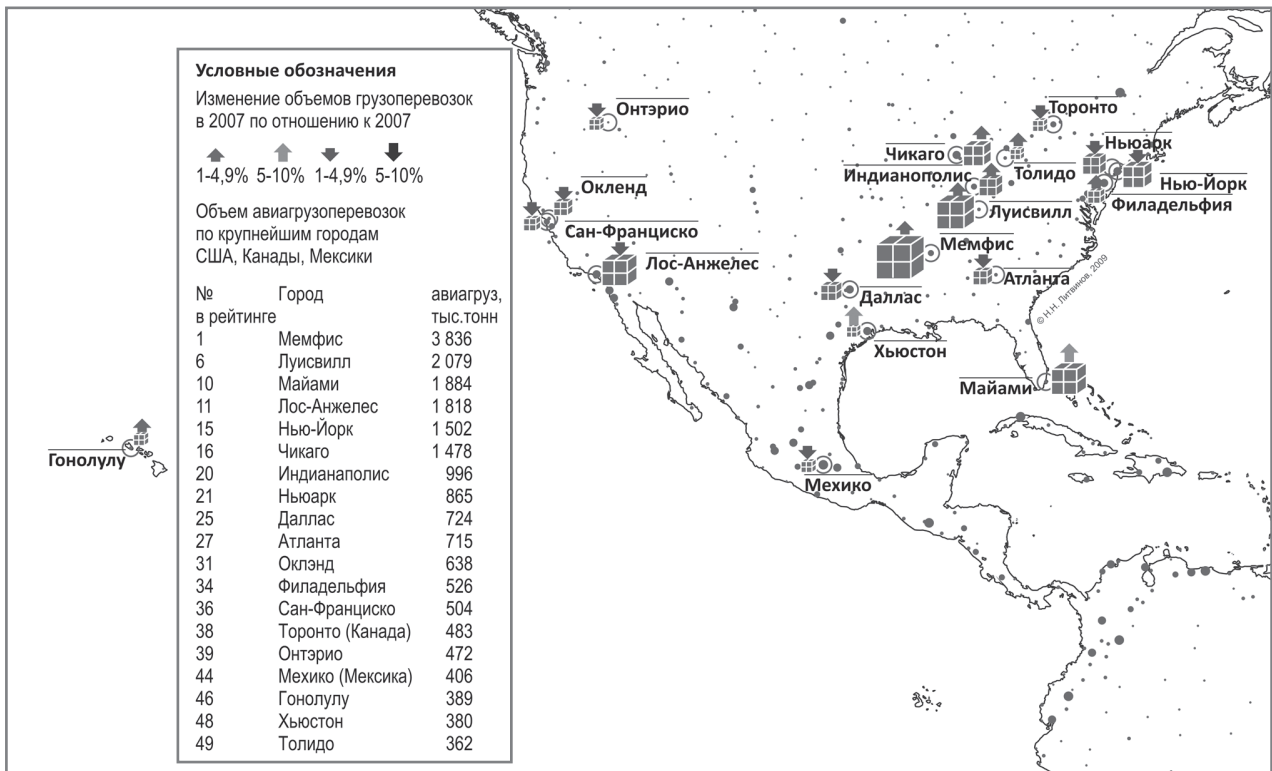 Условные обозначения
Изменение объемов грузоперевозок
в 2007 по отношению к 2007
1-4,9% 5-10% 1-4,9% 5-10%
Объем авиагрузоперевозок
по крупнейшим городам
США, Канады, Мексики
№ Город авиагруз,
в рейтинге тыс.тонн
1 Мемфис 3 836
6 Луисвилл 2 079
10 Майами 1 884
11 Лос-Анжелес 1 818
15 Нью-Йорк 1 502
16 Чикаго 1 478
20 Индианаполис 996
21 Ньюарк 865
25 Даллас 724
27 Атланта 715
31 Оклэнд 638
34 Филадельфия 526
36 Сан-Франциско 504
38 Торонто (Канада) 483
39 Онтэрио 472
44 Мехико (Мексика) 406
46 Гонолулу 389
48 Хьюстон 380
49 Толидо 362
Гонолулу
Онтэрио
Торонто
Ньюарк
Чикаго
Индианополис
Толидо
Нью-Йорк
Окленд
Филадельфия
Луисвилл
Сан-Франциско
Мемфис
Лос-Анжелес
Атланта
Даллас
© Н.Н. Литвинов, 2009
Хьюстон
Майами
Мехико